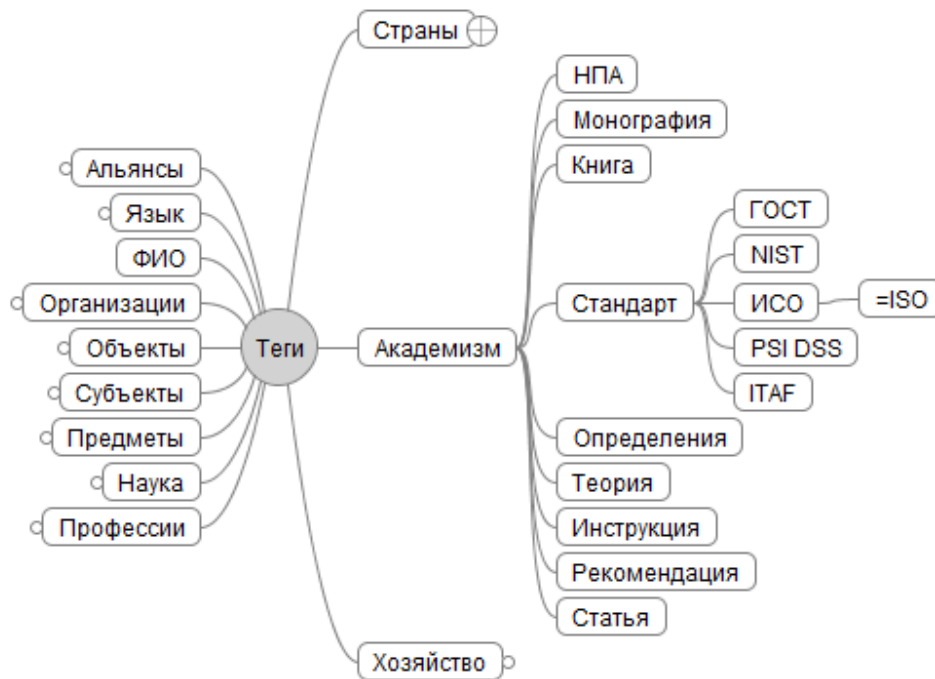 Страны
НПА
Монография
Книга
Альянсы
Язык
ФИО
Организации
Объекты
Субъекты
Предметы
Наука
Профессии
Теги
Академизм
Стандарт
ГОСТ
NIST
ИСО
=ISO
PSI DSS
ITAF
Определения
Теория
Инструкция
Рекомендация
Статья
Хозяйство